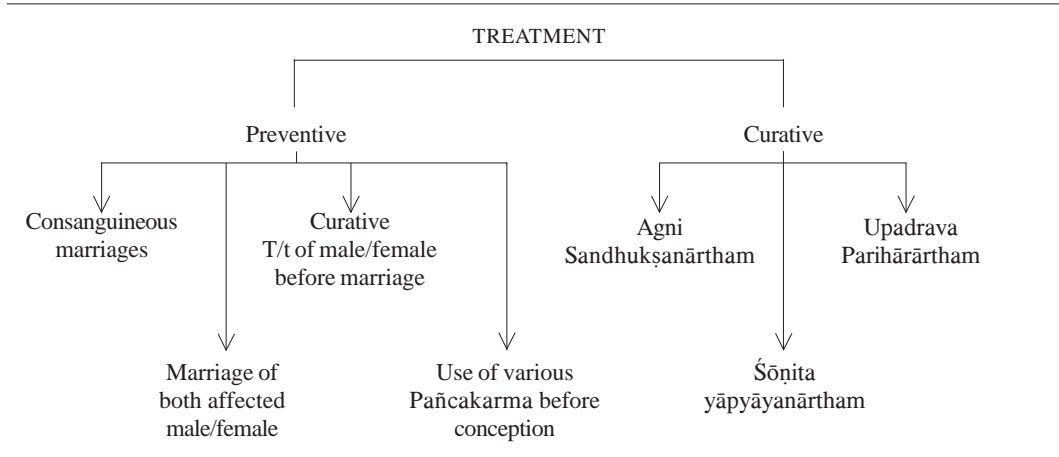 TREATMENT
Preventive
Curative
Consanguineous
marriages
Curative
T/t of male/female
before marriage
Agni
Sandhukṣanārtham
Upadrava
Parihārārtham
Marriage of
both affected
male/female
Use of various
Pañcakarma before
conception
Śōṇita
yāpyāyanārtham